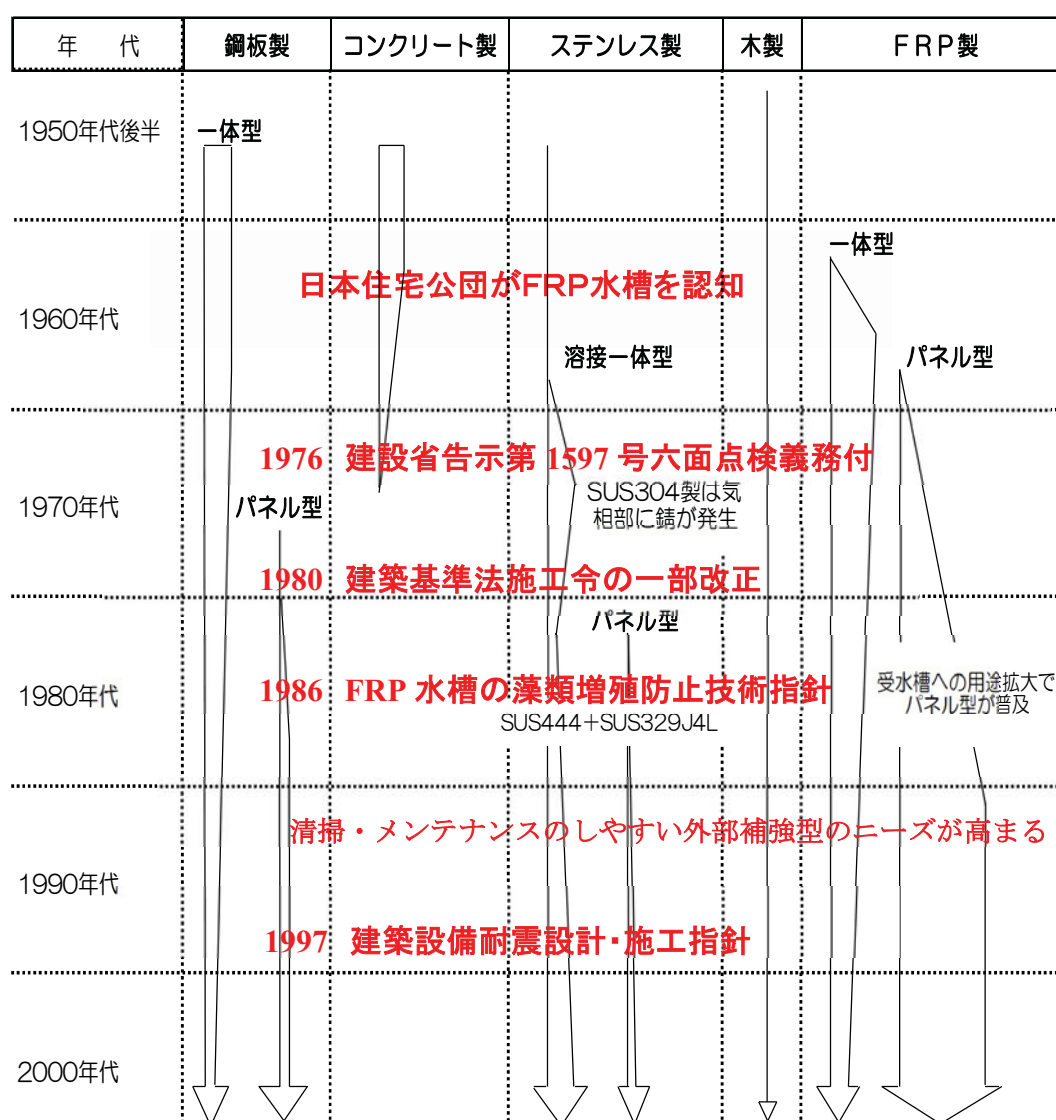 年 代 鋼板製 コンクリート製 ステンレス製 木製 FRP製
1950年代後半 一体型
一体型
日本住宅公団がFRP水槽を認知
1960年代
溶接一体型 パネル型
1976 建設省告示第 1597 号六面点検義務付
SUS304製は気
相部に錆が発生
1970年代 パネル型
1980 建築基準法施工令の一部改正
パネル型
1980年代 1986 FRP 水槽の藻類増殖防止技術指針
受水槽への用途拡大で
パネル型が普及
SUS444+SUS329J4L
清掃・メンテナンスのしやすい外部補強型のニーズが高まる
1990年代
1997 建築設備耐震設計・施工指針
2000年代